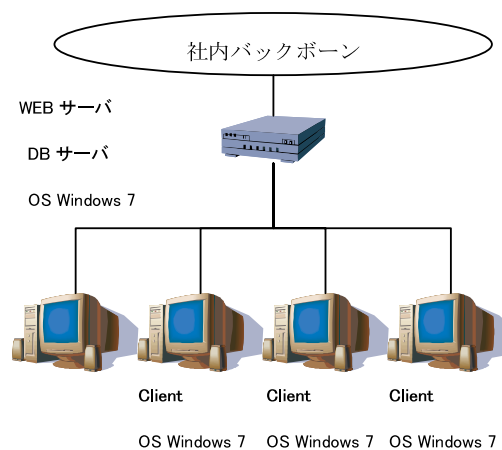 社内バックボーン
WEB サーバ
DB サーバ
OS Windows 7
Client
Client
Client
OS Windows 7
OS Windows 7
OS Windows 7